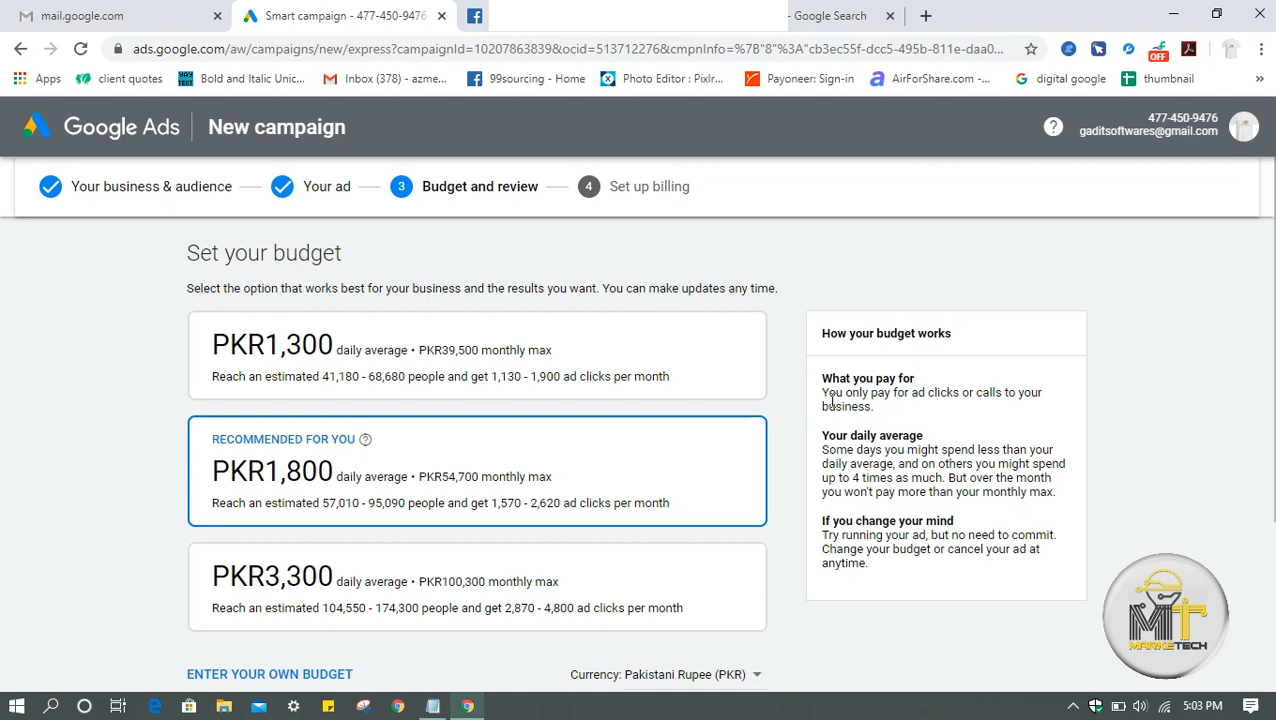 mail.google.com
Smart campaign - 477-450-9476
- Google Search
ads.google.com/aw/campaigns/new/express?campaignId=10207863839&ocid=513712276&cmpnInfo=%7B"8"%3A"cb3ec55f-dcc5-495b-811e-daa0...
OFF
Apps
client quotes
Bold and Italic Unic...
Inbox (378) - azme...
99sourcing - Home
Photo Editor : Pixlr...
Payoneer: Sign-in
AirForShare.com -...
digital google
thumbnail
»
Google Ads
New campaign
477-450-9476
gaditsoftwares@gmail.com
Your business & audience
Your ad
3 Budget and review
4 Set up billing
Set your budget
Select the option that works best for your business and the results you want. You can make updates any time.
PKR1,300 daily average • PKR39,500 monthly max
Reach an estimated 41,180 - 68,680 people and get 1,130 - 1,900 ad clicks per month
RECOMMENDED FOR YOU
PKR1,800 daily average • PKR54,700 monthly max
Reach an estimated 57,010 - 95,090 people and get 1,570 - 2,620 ad clicks per month
PKR3,300 daily average • PKR100,300 monthly max
Reach an estimated 104,550 - 174,300 people and get 2,870 - 4,800 ad clicks per month
ENTER YOUR OWN BUDGET
Currency: Pakistani Rupee (PKR)
How your budget works
What you pay for
You only pay for ad clicks or calls to your
business.
Your daily average
Some days you might spend less than your
daily average, and on others you might spend
up to 4 times as much. But over the month
you won't pay more than your monthly max.
If you change your mind
Try running your ad, but no need to commit.
Change your budget or cancel your ad at
anytime.
MT
MARKETECH
5:03 PM